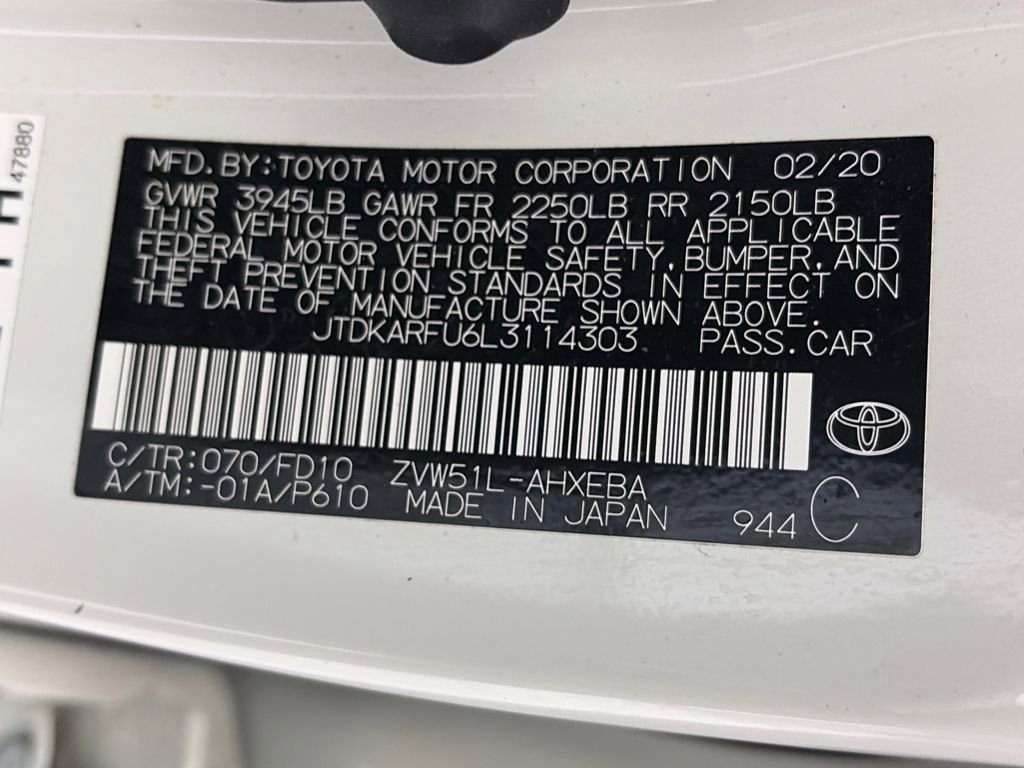 47880
MFD. BY: TOYOTA MOTOR CORPORATION 02/20
GVWR 3945LB GAWR FR 2250LB RR 2150LB
THIS VEHICLE CONFORMS TO ALL APPLICABLE
FEDERAL MOTOR VEHICLE SAFETY, BUMPER, AND
THEFT PREVENTION STANDARDS IN EFFECT ON
THE DATE OF MANUFACTURE SHOWN ABOVE.
JTDKARFU6L3114303 PASS.CAR
C/TR:070/FD10 ZVW51L-AHXEBA
A/TM:-01A/P610 MADE IN JAPAN 944 C